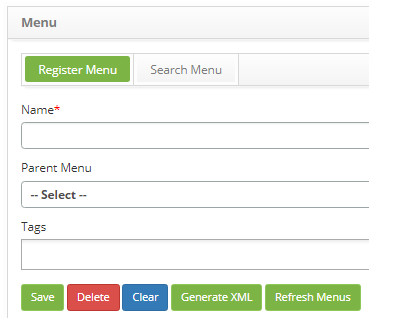 Menu
Register Menu Search Menu
Name*
Parent Menu
-- Select --
Tags
Save Delete Clear Generate XML Refresh Menus